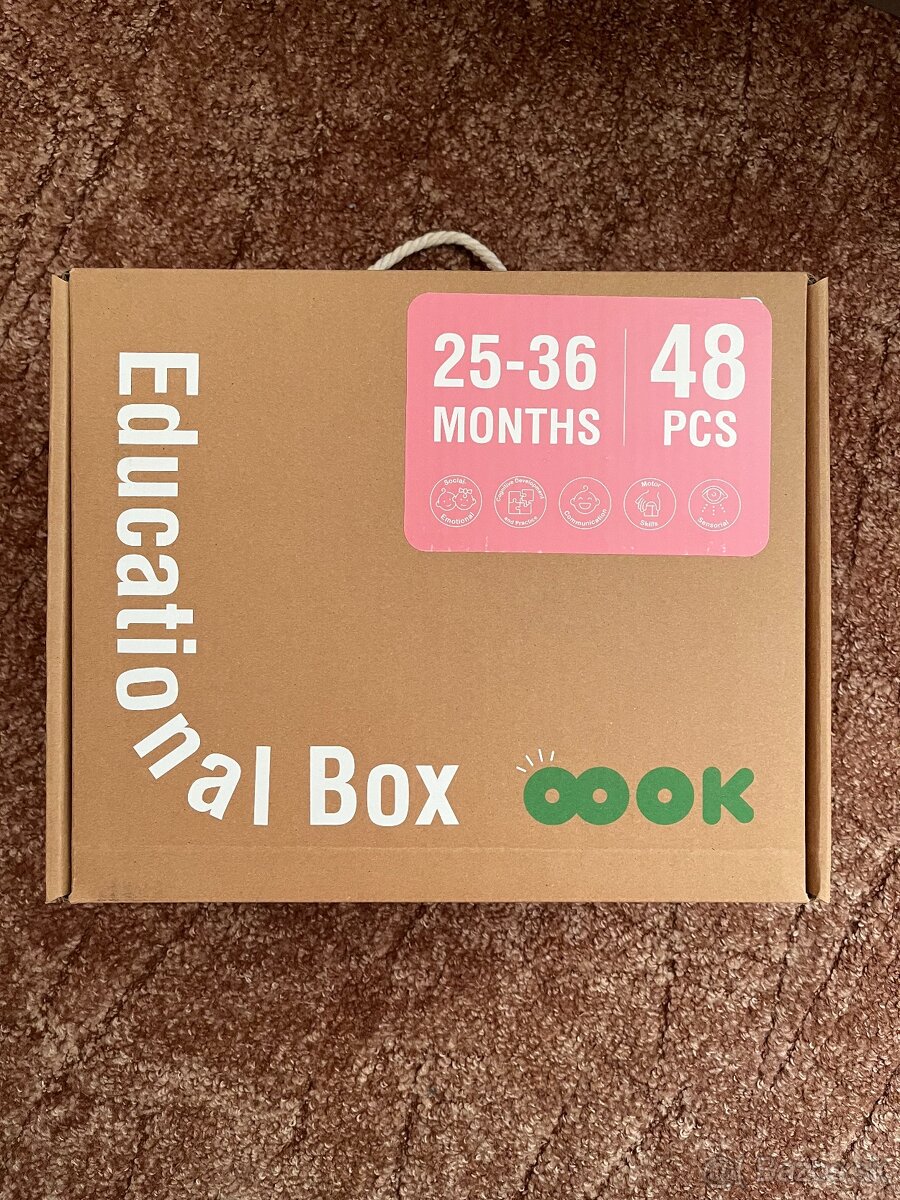 25-36
MONTHS
48
PCS
Social-
Emotional
Cognitive Development
and Practice
Communication
Motor
Skills
Sensorial
Educational Box
OOOK